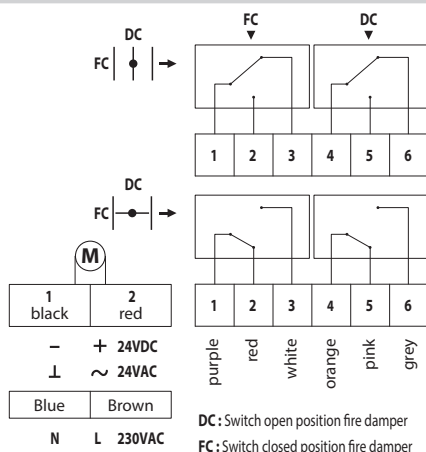 FC DC
DC
FC
1 2 3 4 5 6
DC
FC
M
1 2
black red
1 2 3 4 5 6
purple red white orange pink grey
– + 24VDC
⊥ ~ 24VAC
Blue Brown
N L 230VAC
DC : Switch open position fire damper
FC : Switch closed position fire damper